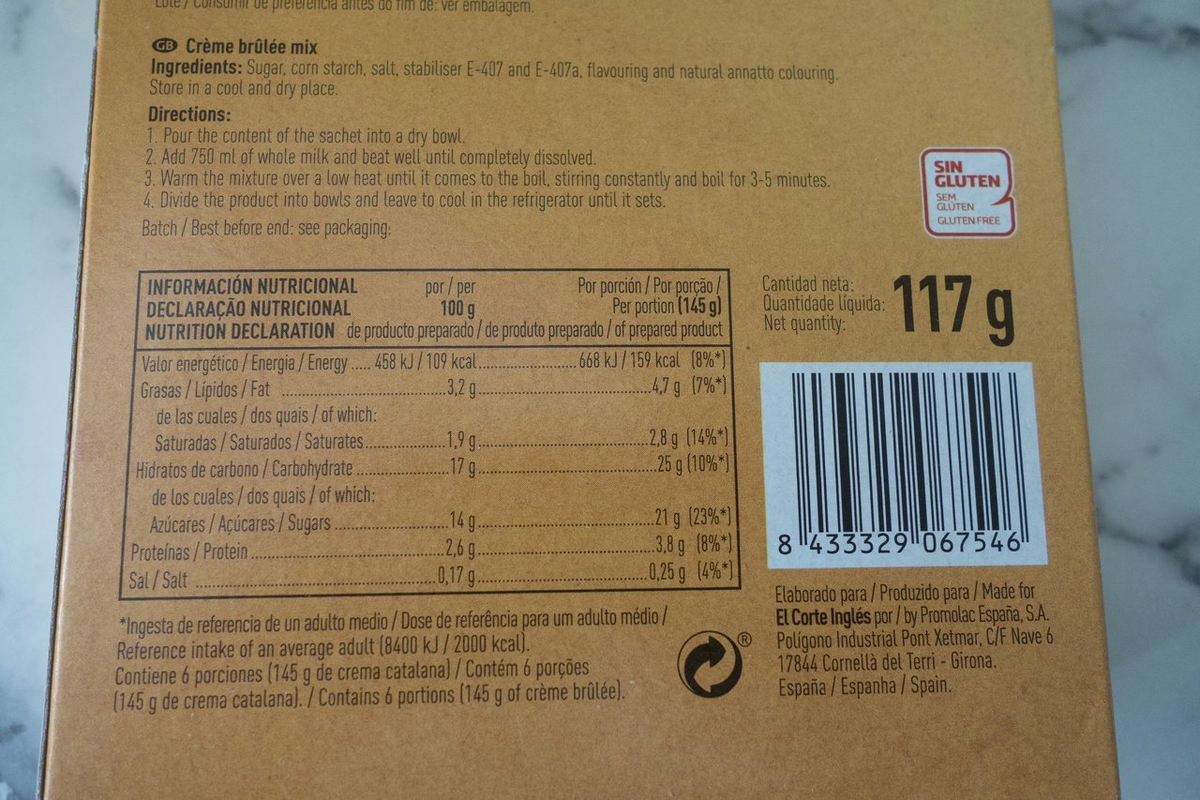 Lote / Consumir de preferência antes do fim de: ver embalagem.
GB Crème brûlée mix
Ingredients: Sugar, corn starch, salt, stabiliser E-407 and E-407a, flavouring and natural annatto colouring.
Store in a cool and dry place.
Directions:
1. Pour the content of the sachet into a dry bowl.
2. Add 750 ml of whole milk and beat well until completely dissolved.
3. Warm the mixture over a low heat until it comes to the boil, stirring constantly and boil for 3-5 minutes.
4. Divide the product into bowls and leave to cool in the refrigerator until it sets.
Batch / Best before end: see packaging.
SIN
GLUTEN
SEM
GLÚTEN
GLUTEN FREE
INFORMACIÓN NUTRICIONAL por / per Por porción / Por porção /
DECLARAÇÃO NUTRICIONAL 100 g Per portion (145 g)
NUTRITION DECLARATION de producto preparado / de produto preparado / of prepared product
Valor energético / Energia / Energy ..... 458 kJ / 109 kcal ..... 668 kJ / 159 kcal (8%*)
Grasas / Lípidos / Fat ..... 3,2 g ..... 4,7 g (7%*)
de las cuales / dos quais / of which:
Saturadas / Saturados / Saturates ..... 1,9 g ..... 2,8 g (14%*)
Hidratos de carbono / Carbohydrate ..... 17 g ..... 25 g (10%*)
de los cuales / dos quais / of which:
Azúcares / Açúcares / Sugars ..... 14 g ..... 21 g (23%*)
Proteínas / Protein ..... 2,6 g ..... 3,8 g (8%*)
Sal / Salt ..... 0,17 g ..... 0,25 g (4%*)
*Ingesta de referencia de un adulto medio / Dose de referência para um adulto médio /
Reference intake of an average adult (8400 kJ / 2000 kcal).
Contiene 6 porciones (145 g de crema catalana) / Contém 6 porções
(145 g de crema catalana). / Contains 6 portions (145 g of crème brûlée).
®
Cantidad neta:
Quantidade líquida:
Net quantity:
117 g
8 433329 067546
Elaborado para / Produzido para / Made for
El Corte Inglés por / by Promolac España, S.A.
Polígono Industrial Pont Xetmar, C/F Nave 6
17844 Cornellà del Terri - Girona.
España / Espanha / Spain.